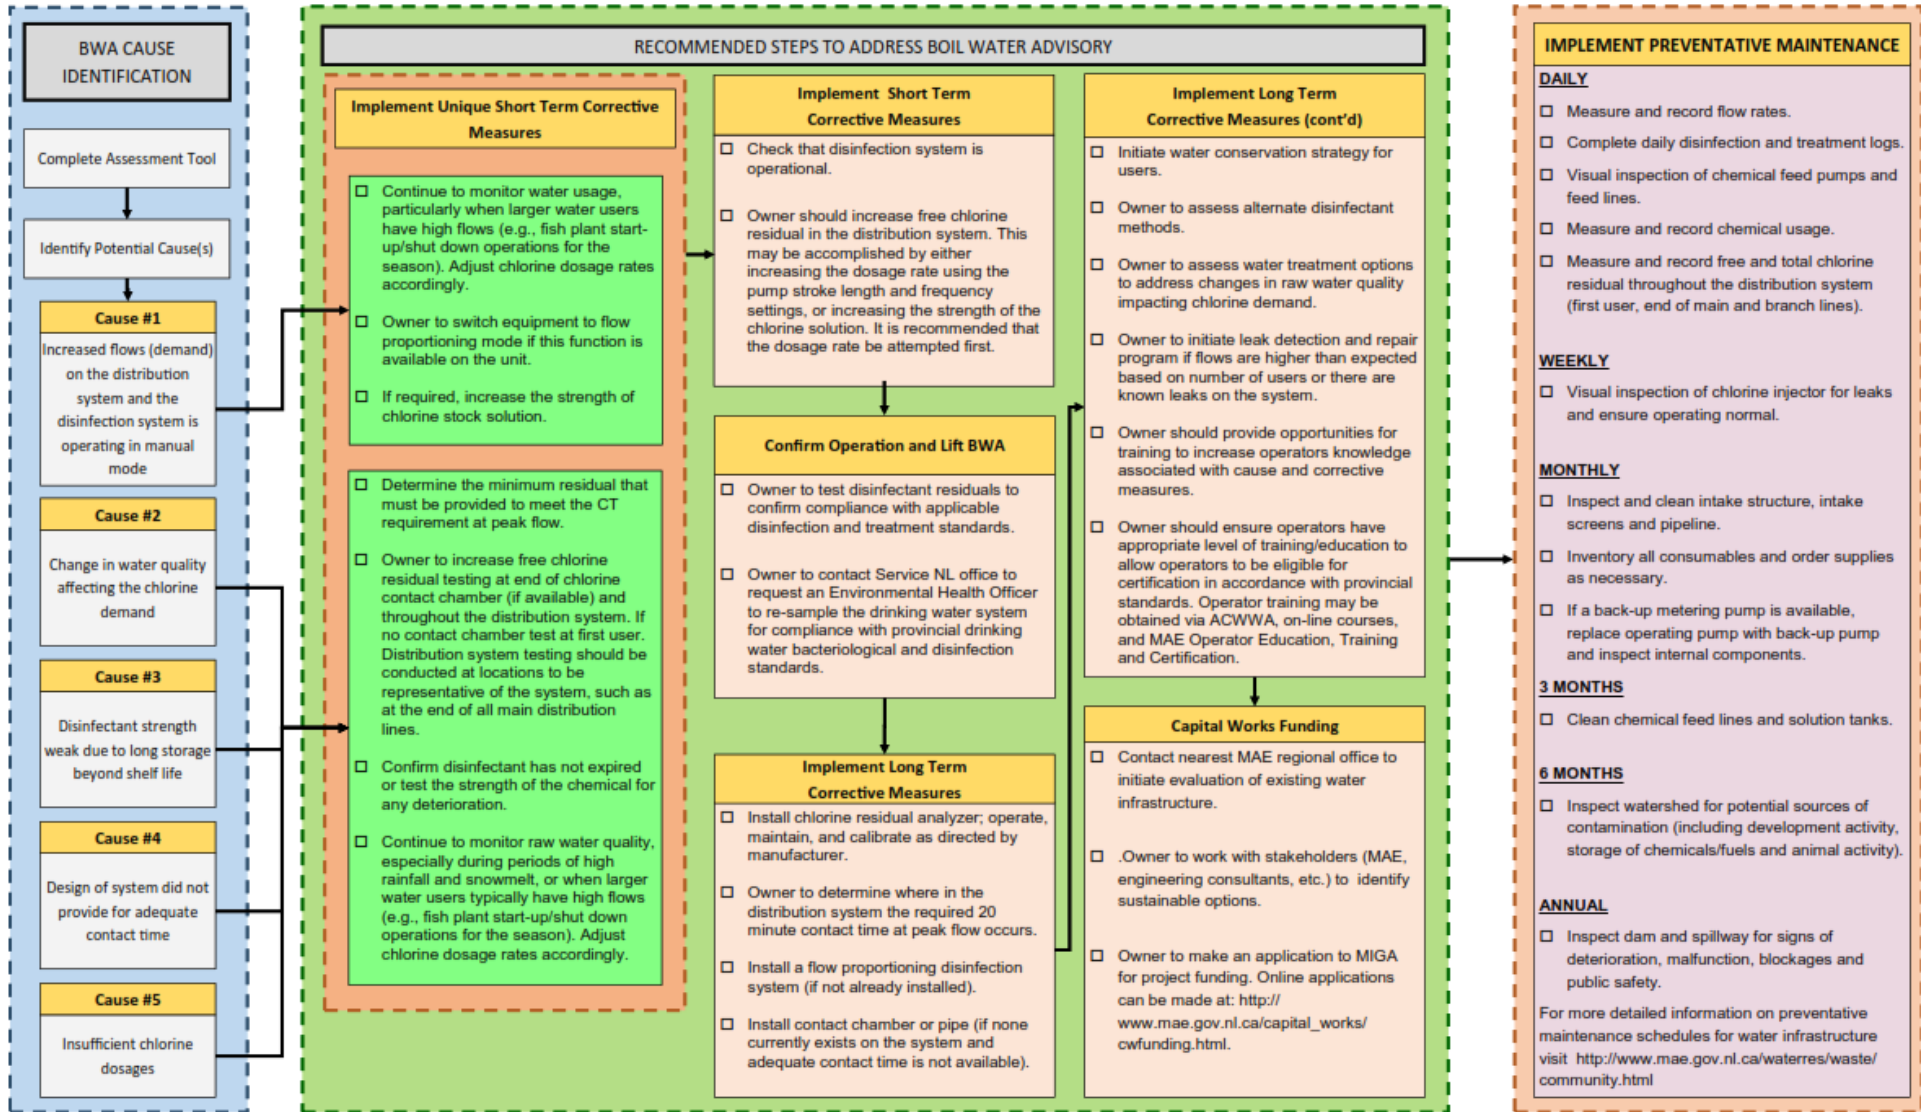 BWA CAUSE
IDENTIFICATION
Complete Assessment Tool
Identify Potential Cause(s)
Cause #1
Increased flows (demand)
on the distribution
system and the
disinfection system is
operating in manual
mode
Cause #2
Change in water quality
affecting the chlorine
demand
Cause #3
Disinfectant strength
weak due to long storage
beyond shelf life
Cause #4
Design of system did not
provide for adequate
contact time
Cause #5
Insufficient chlorine
dosages
RECOMMENDED STEPS TO ADDRESS BOIL WATER ADVISORY
Implement Unique Short Term Corrective
Measures
Continue to monitor water usage,
particularly when larger water users
have high flows (e.g., fish plant start-
up/shut down operations for the
season). Adjust chlorine dosage rates
accordingly.
Owner to switch equipment to flow
proportioning mode if this function is
available on the unit.
If required, increase the strength of
chlorine stock solution.
Determine the minimum residual that
must be provided to meet the CT
requirement at peak flow.
Owner to increase free chlorine
residual testing at end of chlorine
contact chamber (if available) and
throughout the distribution system. If
no contact chamber test at first user.
Distribution system testing should be
conducted at locations to be
representative of the system, such as
at the end of all main distribution
lines.
Confirm disinfectant has not expired
or test the strength of the chemical for
any deterioration.
Continue to monitor raw water quality,
especially during periods of high
rainfall and snowmelt, or when larger
water users typically have high flows
(e.g., fish plant start-up/shut down
operations for the season). Adjust
chlorine dosage rates accordingly.
Implement Short Term
Corrective Measures
Check that disinfection system is
operational.
Owner should increase free chlorine
residual in the distribution system. This
may be accomplished by either
increasing the dosage rate using the
pump stroke length and frequency
settings, or increasing the strength of the
chlorine solution. It is recommended that
the dosage rate be attempted first.
Confirm Operation and Lift BWA
Owner to test disinfectant residuals to
confirm compliance with applicable
disinfection and treatment standards.
Owner to contact Service NL office to
request an Environmental Health Officer
to re-sample the drinking water system
for compliance with provincial drinking
water bacteriological and disinfection
standards.
Implement Long Term
Corrective Measures
Install chlorine residual analyzer; operate,
maintain, and calibrate as directed by
manufacturer.
Owner to determine where in the
distribution system the required 20
minute contact time at peak flow occurs.
Install a flow proportioning disinfection
system (if not already installed).
Install contact chamber or pipe (if none
currently exists on the system and
adequate contact time is not available).
Implement Long Term
Corrective Measures (cont'd)
Initiate water conservation strategy for
users.
Owner to assess alternate disinfectant
methods.
Owner to assess water treatment options
to address changes in raw water quality
impacting chlorine demand.
Owner to initiate leak detection and repair
program if flows are higher than expected
based on number of users or there are
known leaks on the system.
Owner should provide opportunities for
training to increase operators knowledge
associated with cause and corrective
measures.
Owner should ensure operators have
appropriate level of training/education to
allow operators to be eligible for
certification in accordance with provincial
standards. Operator training may be
obtained via ACWWA, on-line courses,
and MAE Operator Education, Training
and Certification.
Capital Works Funding
Contact nearest MAE regional office to
initiate evaluation of existing water
infrastructure.
.Owner to work with stakeholders (MAE,
engineering consultants, etc.) to identify
sustainable options.
Owner to make an application to MIGA
for project funding. Online applications
can be made at: http://
www.mae.gov.nl.ca/capital_works/
cwfunding.html.
IMPLEMENT PREVENTATIVE MAINTENANCE
DAILY
Measure and record flow rates.
Complete daily disinfection and treatment logs.
Visual inspection of chemical feed pumps and
feed lines.
Measure and record chemical usage.
Measure and record free and total chlorine
residual throughout the distribution system
(first user, end of main and branch lines).
WEEKLY
Visual inspection of chlorine injector for leaks
and ensure operating normal.
MONTHLY
Inspect and clean intake structure, intake
screens and pipeline.
Inventory all consumables and order supplies
as necessary.
If a back-up metering pump is available,
replace operating pump with back-up pump
and inspect internal components.
3 MONTHS
Clean chemical feed lines and solution tanks.
6 MONTHS
Inspect watershed for potential sources of
contamination (including development activity,
storage of chemicals/fuels and animal activity).
ANNUAL
Inspect dam and spillway for signs of
deterioration, malfunction, blockages and
public safety.
For more detailed information on preventative
maintenance schedules for water infrastructure
visit http://www.mae.gov.nl.ca/waterres/waste/
community.html